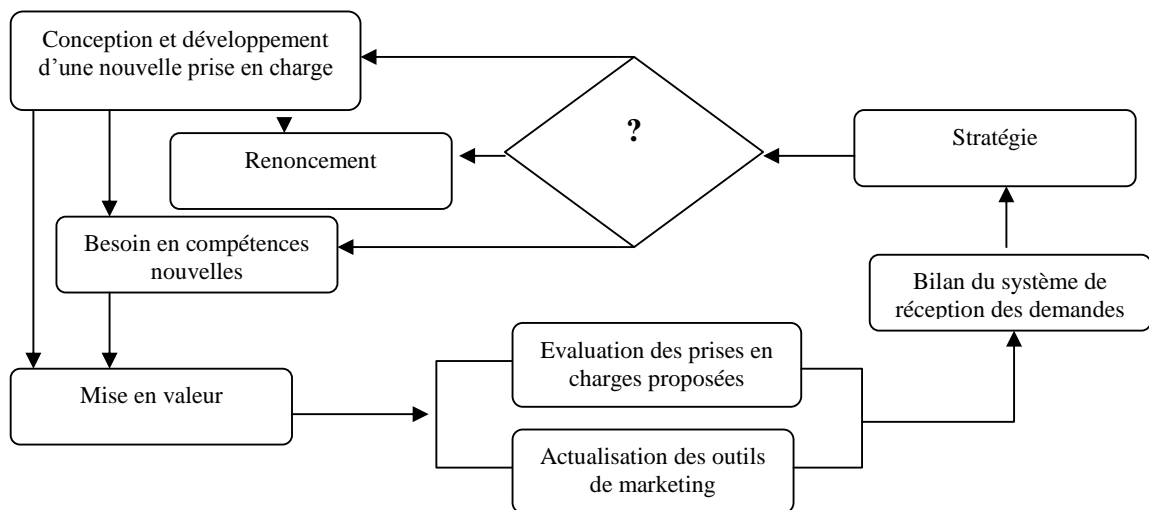 Conception et développement
d’une nouvelle prise en charge
?
Renoncement
Stratégie
Besoin en compétences
nouvelles
Bilan du système de
réception des demandes
Evaluation des prises en
charges proposées
Mise en valeur
Actualisation des outils
de marketing